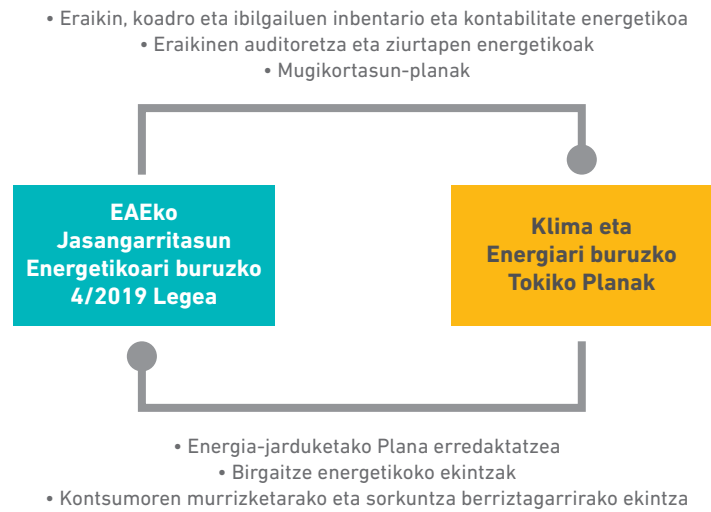 • Eraikin, koadro eta ibilgailuen inbentario eta kontabilitate energetikoa
• Eraikinen auditoretza eta ziurtapen energetikoak
• Mugikortasun-planak
EAEko
Jasangarritasun
Energetikoari buruzko
4/2019 Legea
Klima eta
Energiari buruzko
Tokiko Planak
• Energia-jarduketako Plana erredaktatzea
• Birgaitze energetikoko ekintzak
• Kontsumoren murrizketarako eta sorkuntza berriztagarrirako ekintza